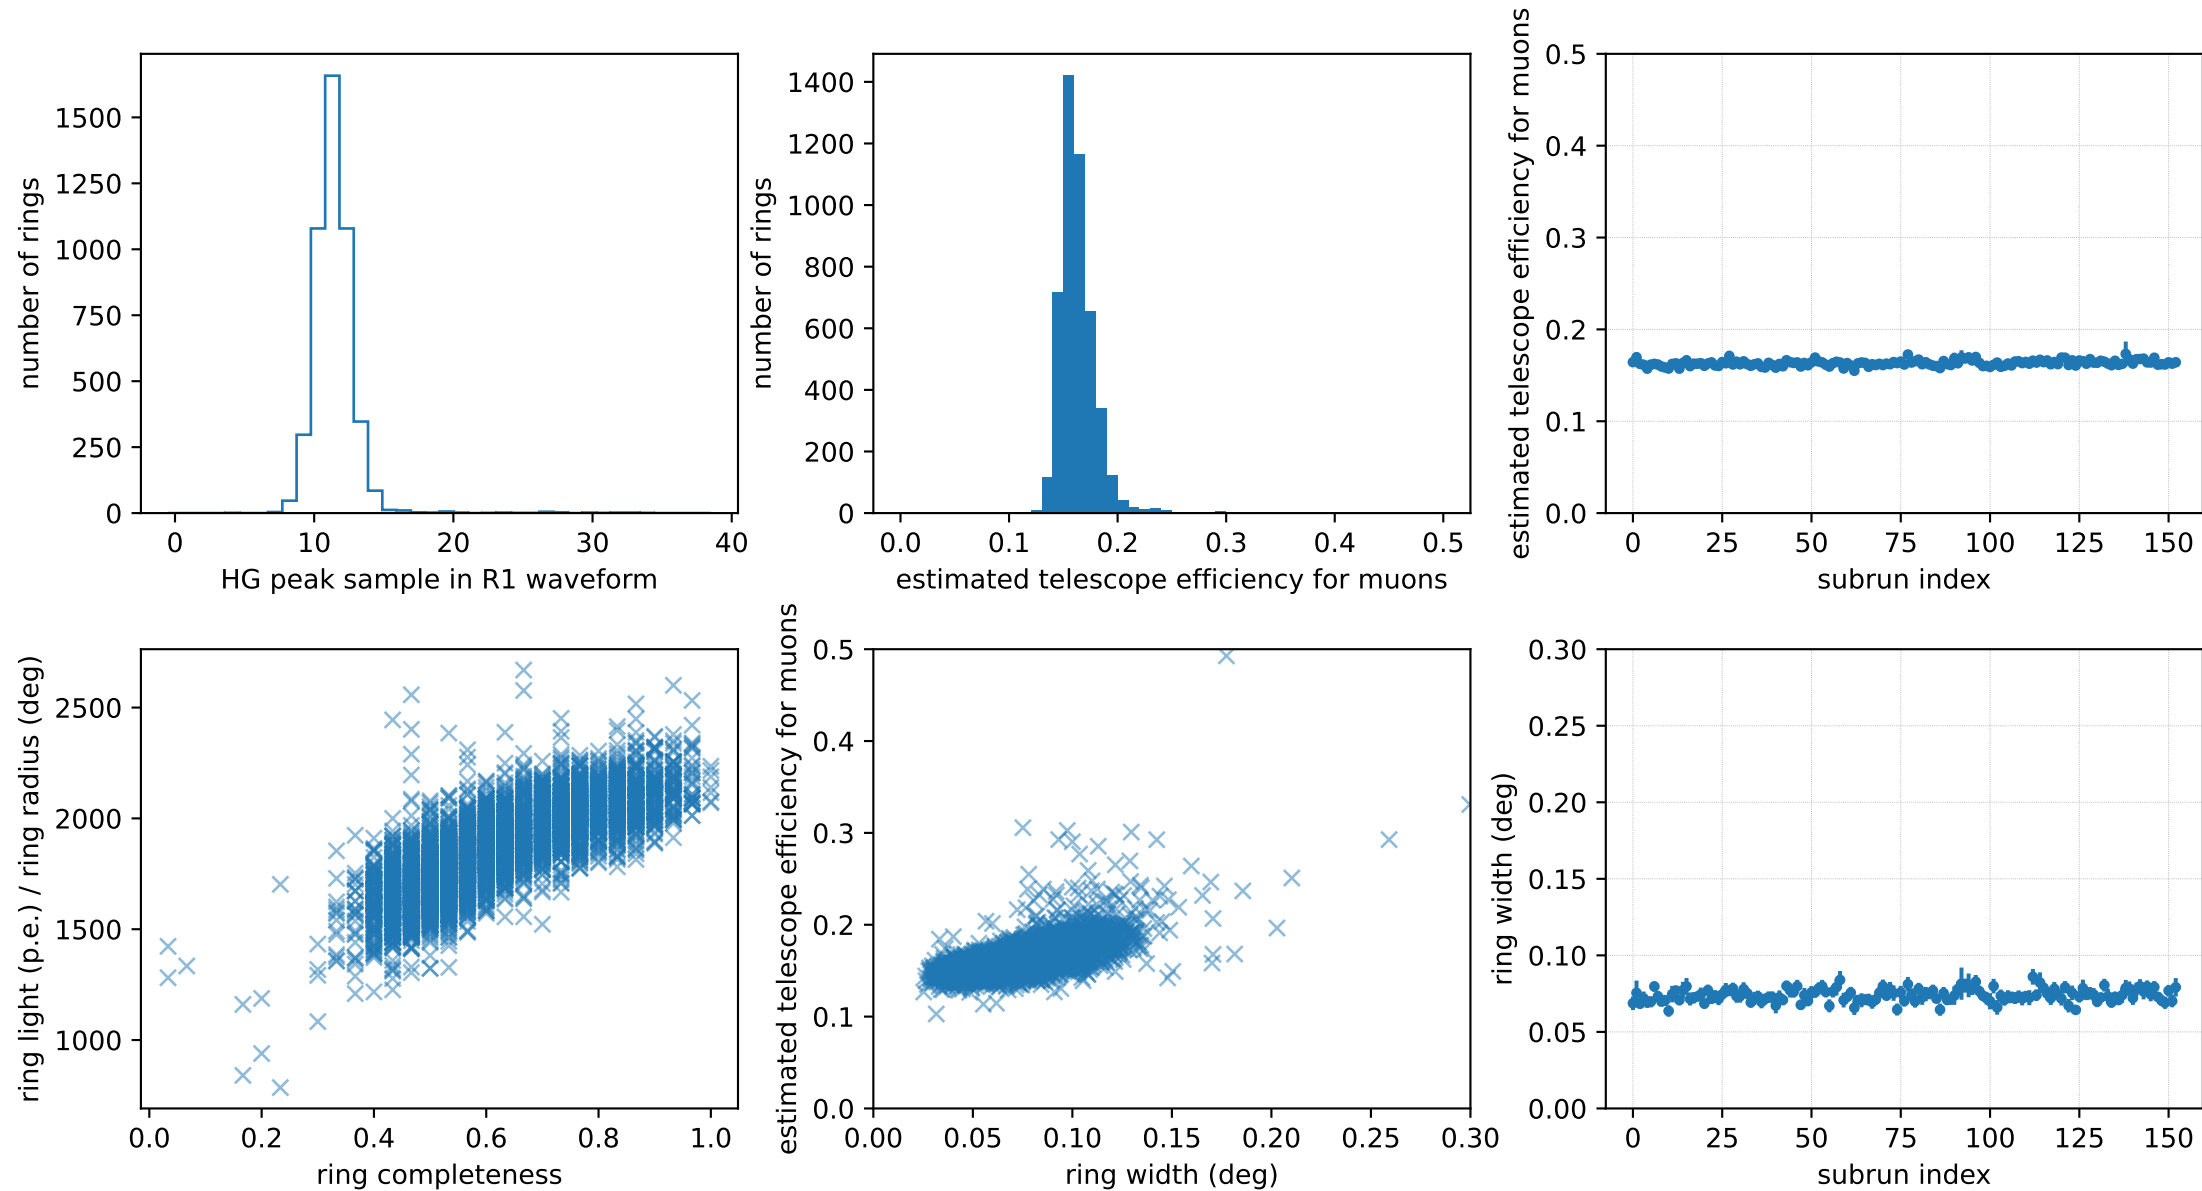 number of rings
1500
1250
1000
750
500
250
0
0 10 20 30 40
HG peak sample in R1 waveform
number of rings
1400
1200
1000
800
600
400
200
0
0.0 0.1 0.2 0.3 0.4 0.5
estimated telescope efficiency for muons
estimated telescope efficiency for muons
0.5
0.4
0.3
0.2
0.1
0.0
0 25 50 75 100 125 150
subrun index
ring light (p.e.) / ring radius (deg)
2500
2000
1500
1000
0.0 0.2 0.4 0.6 0.8 1.0
ring completeness
estimated telescope efficiency for muons
0.5
0.4
0.3
0.2
0.1
0.0
0.00 0.05 0.10 0.15 0.20 0.25 0.30
ring width (deg)
ring width (deg)
0.30
0.25
0.20
0.15
0.10
0.05
0.00
0 25 50 75 100 125 150
subrun index